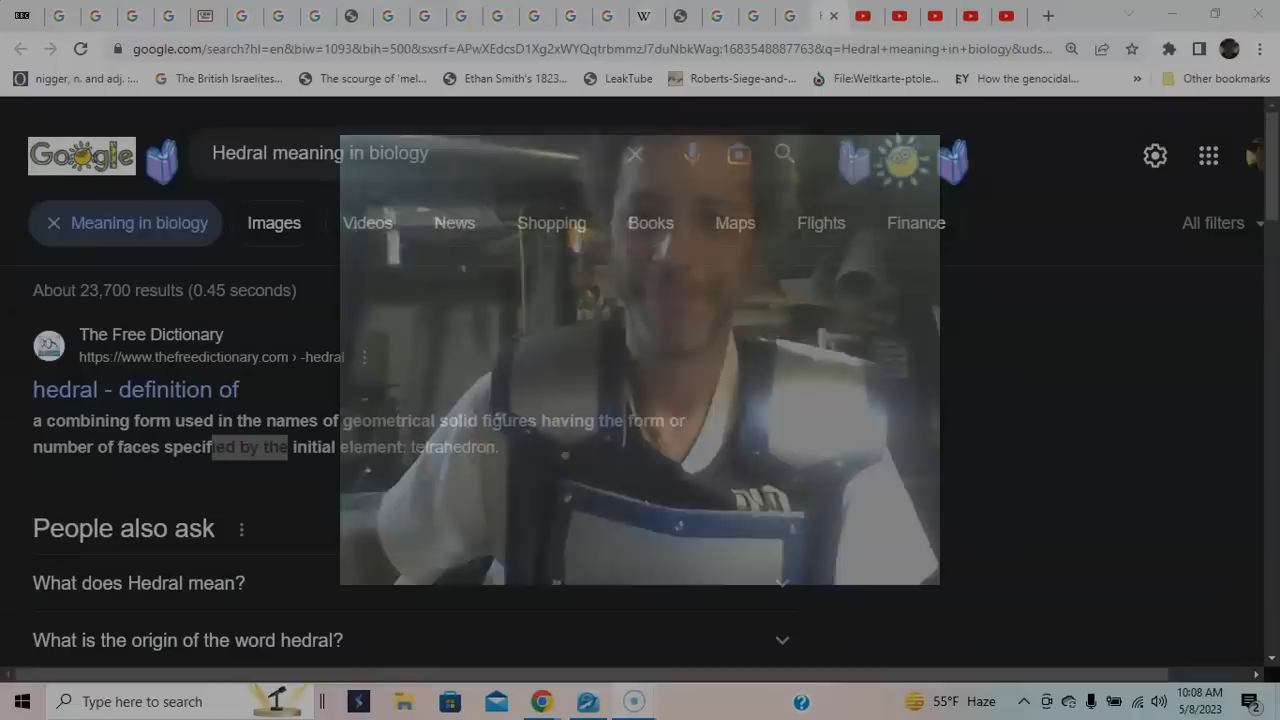 BBC
W
google.com/search?hl=en&biw=1093&bih=500&sxsrf=APwXEdcsD1Xg2xWYQqtrbmmzJ7duNbkWag:1683548887763&q=Hedral+meaning+in+biology&uds...
nigger, n. and adj. :... The British Israelites... The scourge of 'mel... Ethan Smith's 1823... LeakTube Roberts-Siege-and-... File:Weltkarte-ptole... EY How the genocidal... » Other bookmarks
Google Hedral meaning in biology
Meaning in biology Images Videos News Shopping Books Maps Flights Finance All filters
About 23,700 results (0.45 seconds)
The Free Dictionary
https://www.thefreedictionary.com › -hedral
hedral - definition of
a combining form used in the names of geometrical solid figures having the form or
number of faces specified by the initial element: tetrahedron.
People also ask
What does Hedral mean?
What is the origin of the word hedral?
Type here to search
55°F Haze
10:08 AM
5/8/2023
2